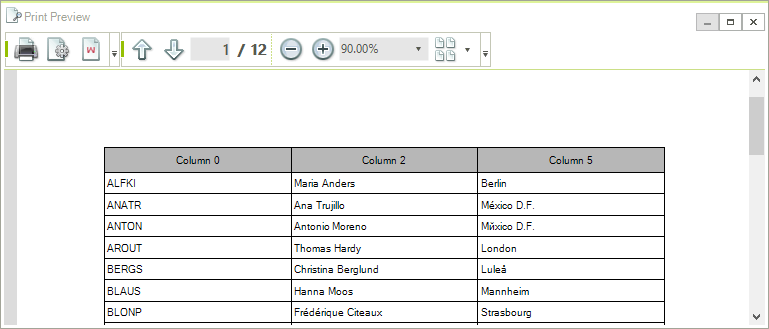 Print Preview
W 1 / 12 90.00%
Column 0 Column 2 Column 5
ALFKI Maria Anders Berlin
ANATR Ana Trujillo México D.F.
ANTON Antonio Moreno Mйxico D.F.
AROUT Thomas Hardy London
BERGS Christina Berglund Luleå
BLAUS Hanna Moos Mannheim
BLONP Frédérique Citeaux Strasbourg